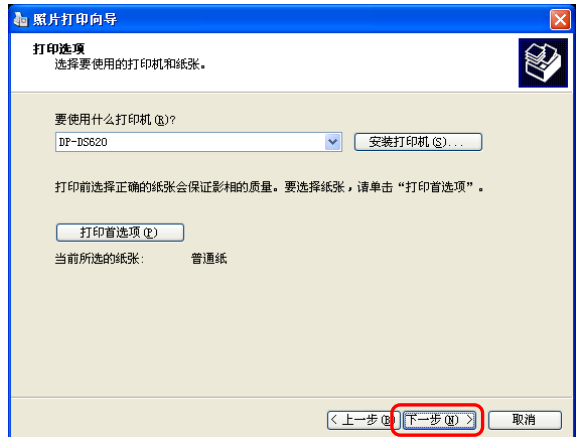 照片打印向导
打印选项
选择要使用的打印机和纸张。
要使用什么打印机(R)?
DP-DS620
安装打印机(S)...
打印前选择正确的纸张会保证影相的质量。要选择纸张，请单击“打印首选项”。
打印首选项(P)
当前所选的纸张: 普通纸
< 上一步(B) 下一步(N) > 取消